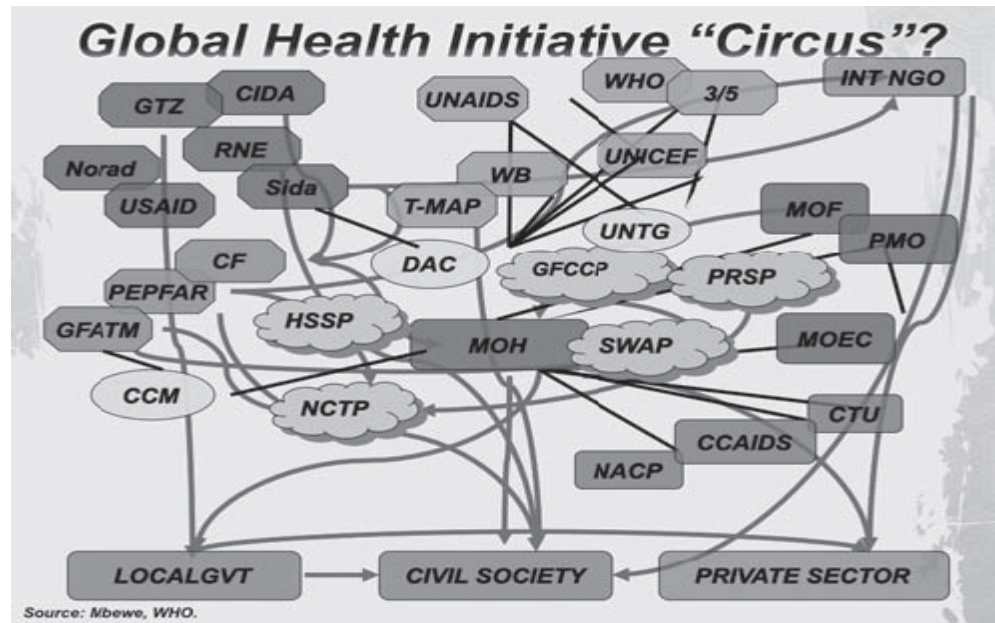 Global Health Initiative “Circus”?
GTZ
CIDA
UNAIDS
WHO
3/5
INT NGO
Norad
RNE
USAID
Sida
WB
UNICEF
T-MAP
UNTG
MOF
PMO
CF
DAC
GFCCP
PRSP
PEPFAR
GFATM
HSSP
MOH
SWAP
MOEC
CCM
NCTP
CTU
CCAIDS
NACP
LOCALGVT
CIVIL SOCIETY
PRIVATE SECTOR
Source: Mbewe, WHO.